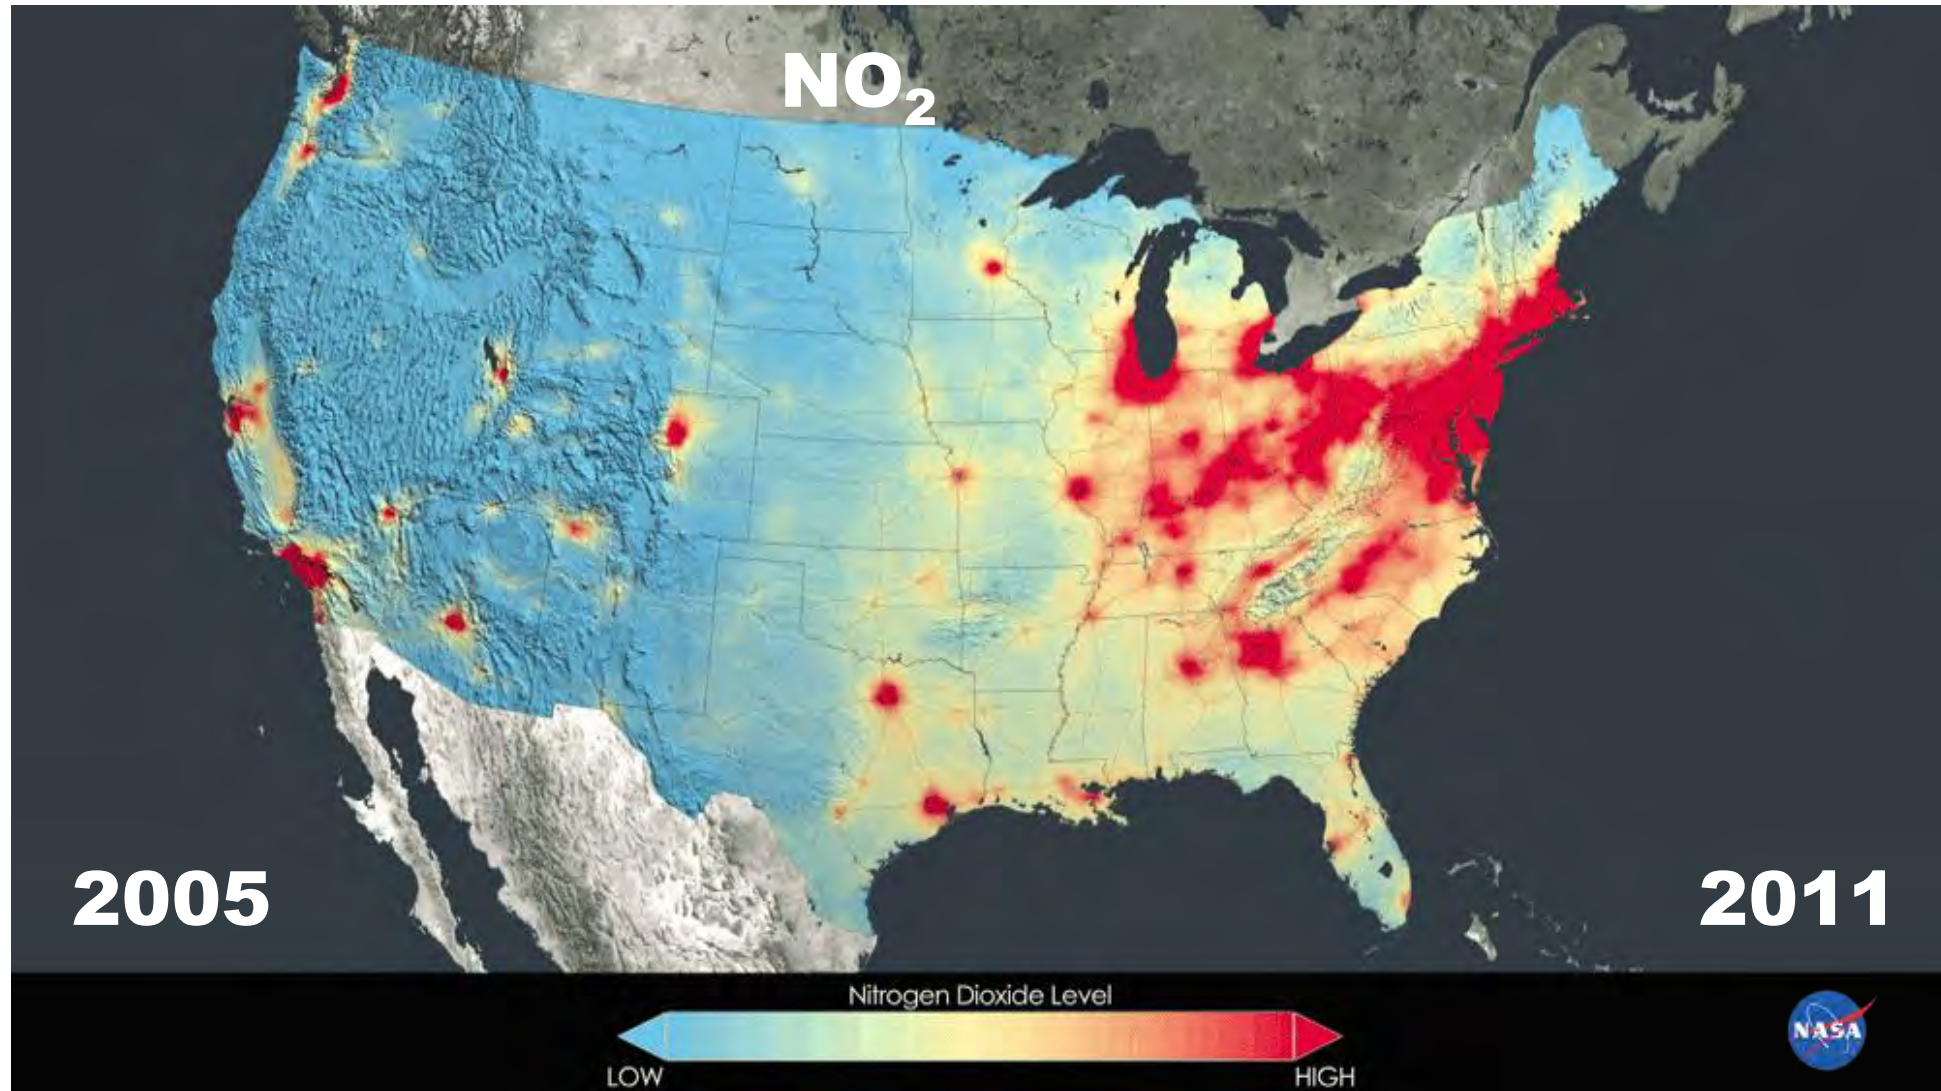 NO₂
2005
2011
Nitrogen Dioxide Level
LOW
HIGH
NASA